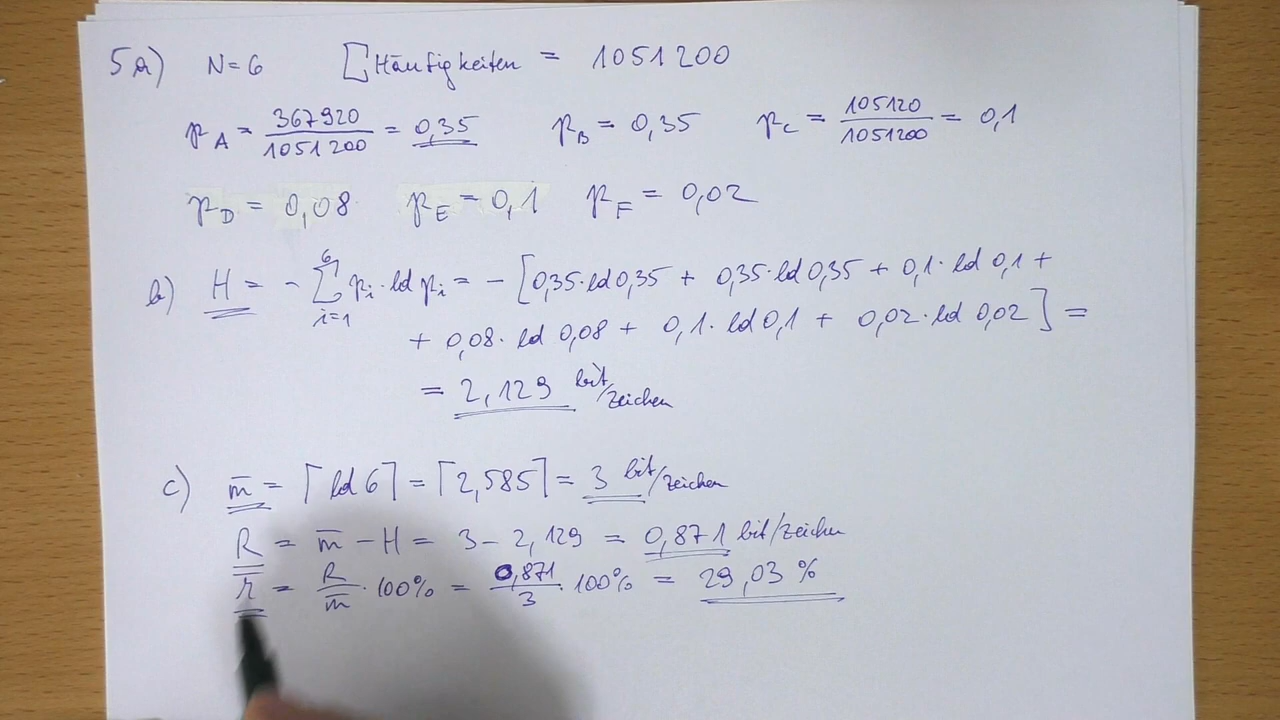 5a) N=6 Σ Häufigkeiten = 1051200
p_A = 367920/1051200 = 0,35 p_B = 0,35 p_C = 105120/1051200 = 0,1
p_D = 0,08 p_E = 0,1 p_F = 0,02
b) H = - Σ_{i=1}^{6} p_i · ld p_i = - [0,35·ld 0,35 + 0,35·ld 0,35 + 0,1·ld 0,1 +
+ 0,08· ld 0,08 + 0,1· ld 0,1 + 0,02· ld 0,02] =
= 2,129 bit/Zeichen
c) m̅ = ⌈ld 6⌉ = ⌈2,585⌉ = 3 bit/Zeichen
R = m̅ - H = 3 - 2,129 = 0,871 bit/Zeichen
r = R/m̅ · 100% = 0,871/3 · 100% = 29,03 %